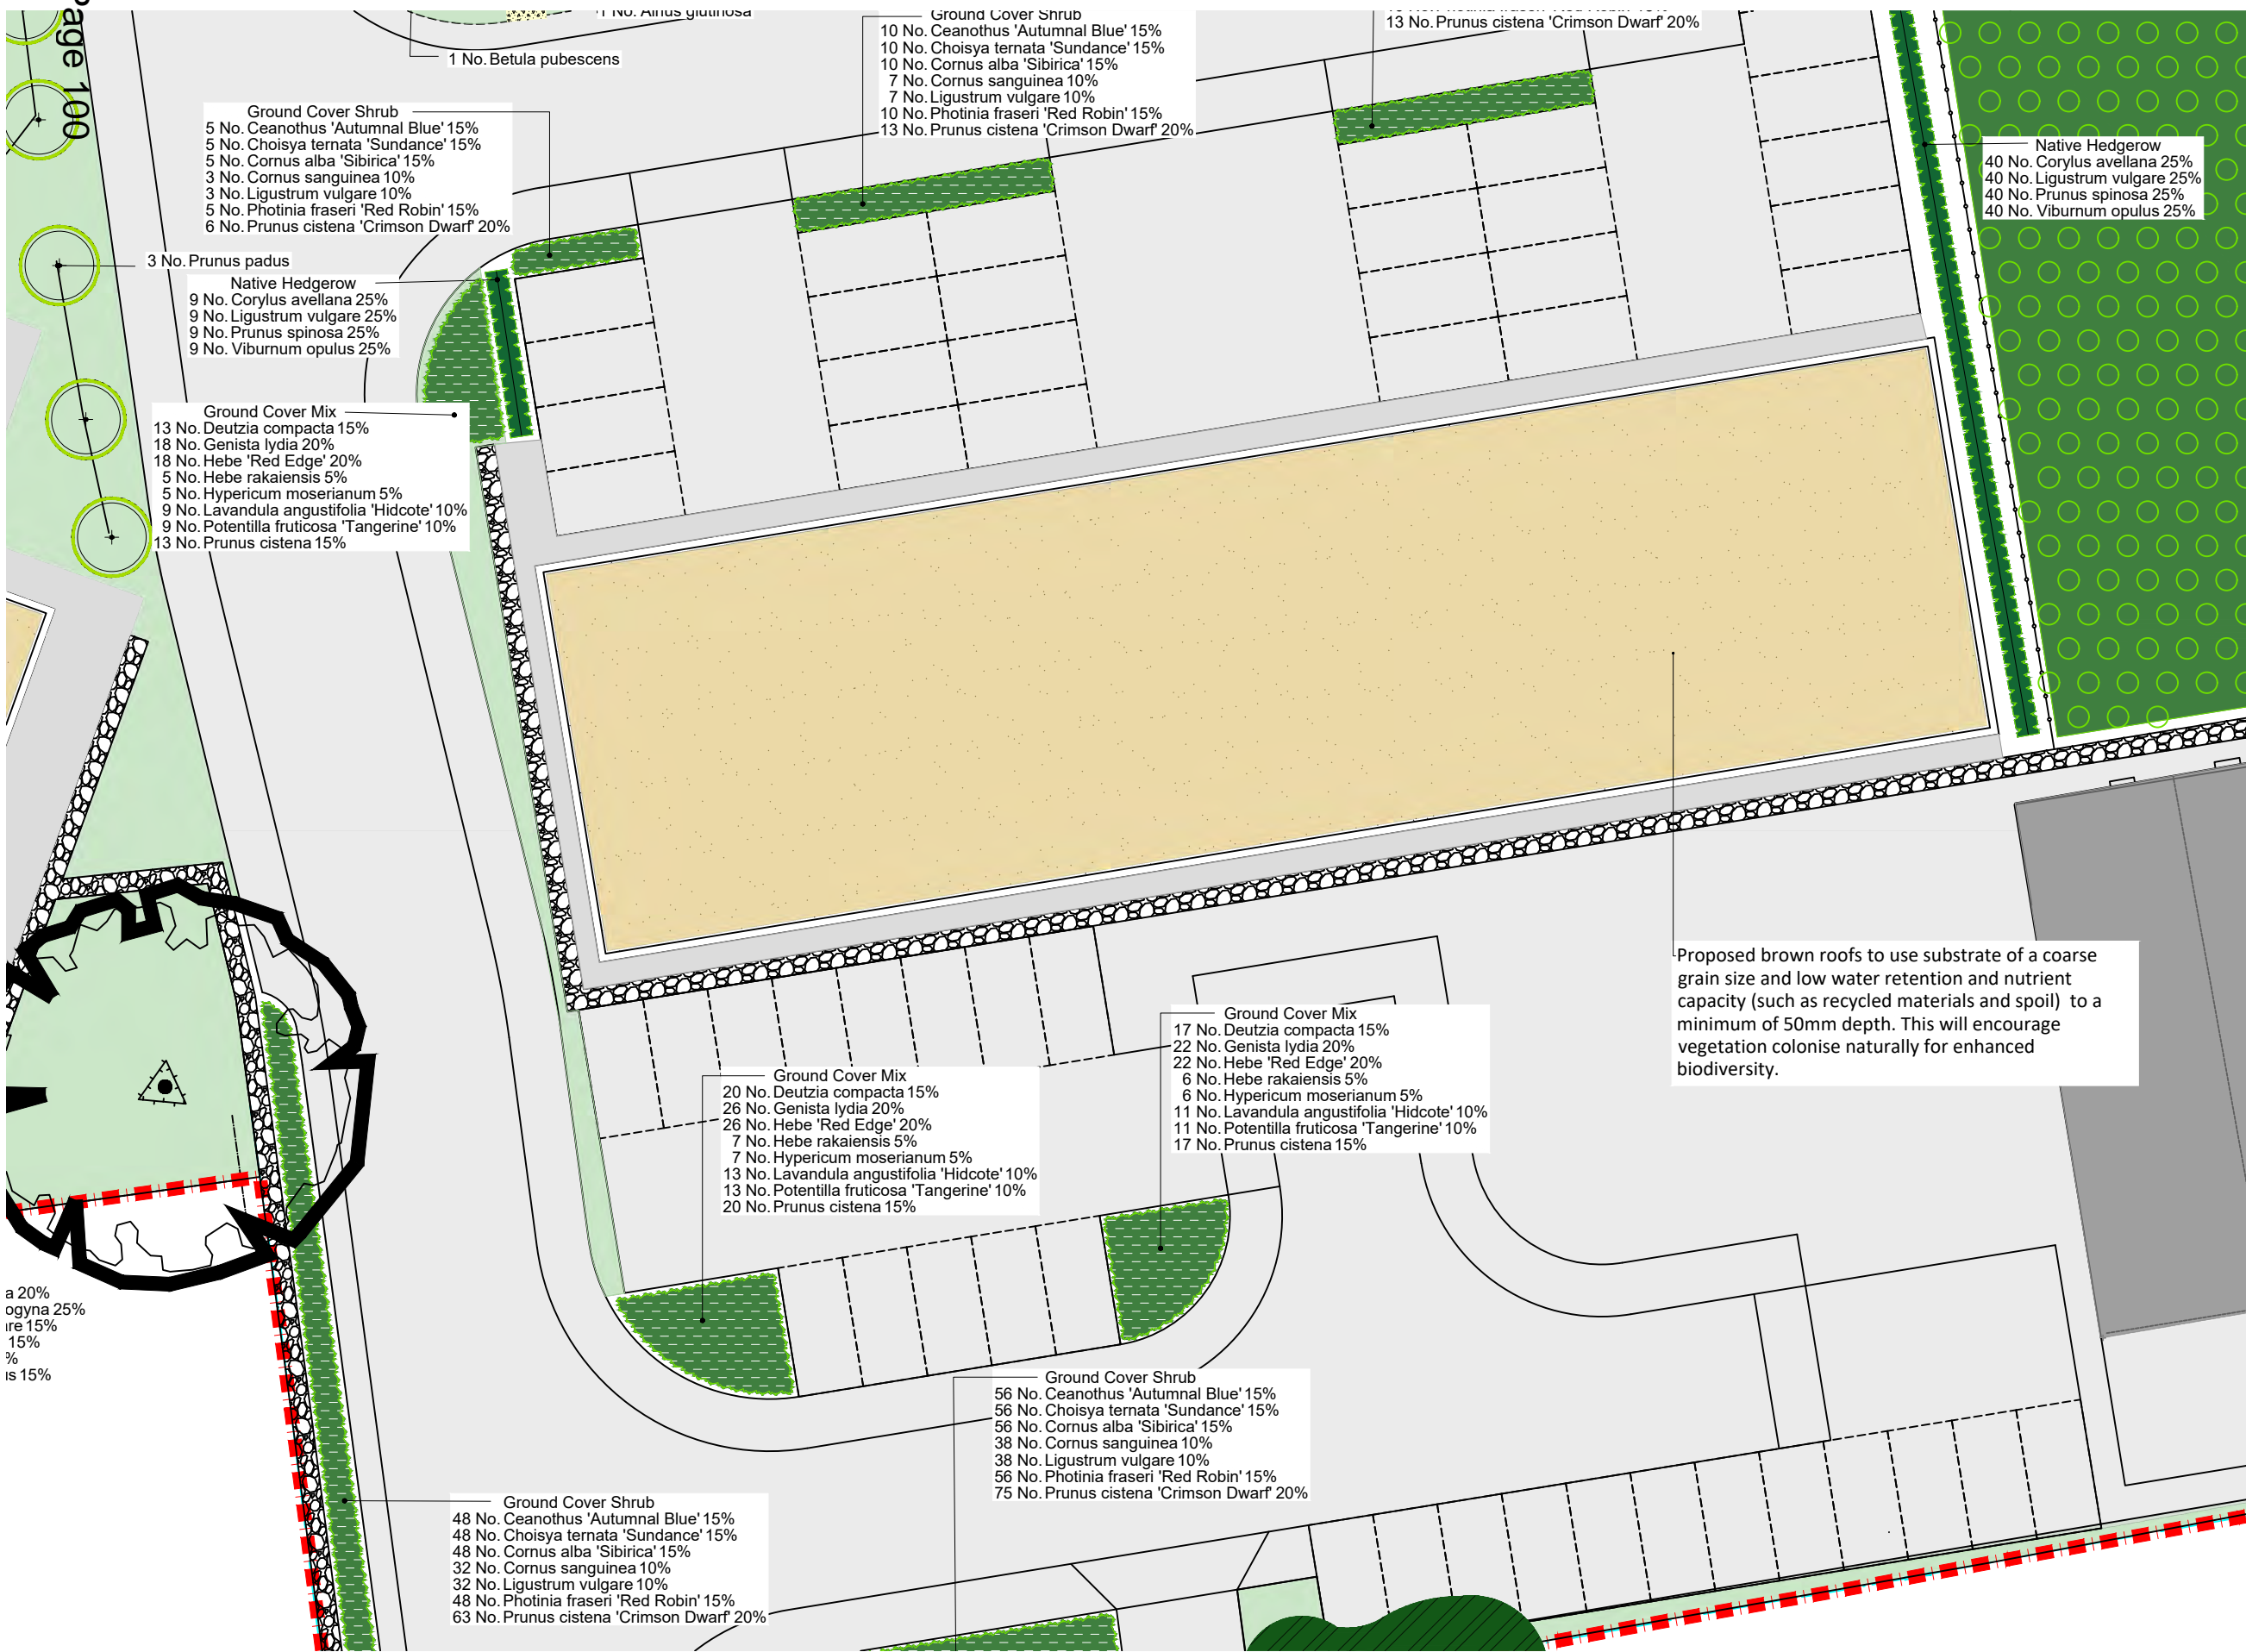 age 100
1 No. Alnus glutinosa
1 No. Betula pubescens
Ground Cover Shrub
10 No. Ceanothus 'Autumnal Blue' 15%
10 No. Choisya ternata 'Sundance' 15%
10 No. Cornus alba 'Sibirica' 15%
7 No. Cornus sanguinea 10%
7 No. Ligustrum vulgare 10%
10 No. Photinia fraseri 'Red Robin' 15%
13 No. Prunus cistena 'Crimson Dwarf' 20%
13 No. Prunus cistena 'Crimson Dwarf' 20%
Ground Cover Shrub
5 No. Ceanothus 'Autumnal Blue' 15%
5 No. Choisya ternata 'Sundance' 15%
5 No. Cornus alba 'Sibirica' 15%
3 No. Cornus sanguinea 10%
3 No. Ligustrum vulgare 10%
5 No. Photinia fraseri 'Red Robin' 15%
6 No. Prunus cistena 'Crimson Dwarf' 20%
Native Hedgerow
40 No. Corylus avellana 25%
40 No. Ligustrum vulgare 25%
40 No. Prunus spinosa 25%
40 No. Viburnum opulus 25%
3 No. Prunus padus
Native Hedgerow
9 No. Corylus avellana 25%
9 No. Ligustrum vulgare 25%
9 No. Prunus spinosa 25%
9 No. Viburnum opulus 25%
Ground Cover Mix
13 No. Deutzia compacta 15%
18 No. Genista lydia 20%
18 No. Hebe 'Red Edge' 20%
5 No. Hebe rakaiensis 5%
5 No. Hypericum moserianum 5%
9 No. Lavandula angustifolia 'Hidcote' 10%
9 No. Potentilla fruticosa 'Tangerine' 10%
13 No. Prunus cistena 15%
Proposed brown roofs to use substrate of a coarse
grain size and low water retention and nutrient
capacity (such as recycled materials and spoil) to a
minimum of 50mm depth. This will encourage
vegetation colonise naturally for enhanced
biodiversity.
Ground Cover Mix
17 No. Deutzia compacta 15%
22 No. Genista lydia 20%
22 No. Hebe 'Red Edge' 20%
6 No. Hebe rakaiensis 5%
6 No. Hypericum moserianum 5%
11 No. Lavandula angustifolia 'Hidcote' 10%
11 No. Potentilla fruticosa 'Tangerine' 10%
17 No. Prunus cistena 15%
Ground Cover Mix
20 No. Deutzia compacta 15%
26 No. Genista lydia 20%
26 No. Hebe 'Red Edge' 20%
7 No. Hebe rakaiensis 5%
7 No. Hypericum moserianum 5%
13 No. Lavandula angustifolia 'Hidcote' 10%
13 No. Potentilla fruticosa 'Tangerine' 10%
20 No. Prunus cistena 15%
a 20%
ogyna 25%
are 15%
15%
%
us 15%
Ground Cover Shrub
56 No. Ceanothus 'Autumnal Blue' 15%
56 No. Choisya ternata 'Sundance' 15%
56 No. Cornus alba 'Sibirica' 15%
38 No. Cornus sanguinea 10%
38 No. Ligustrum vulgare 10%
56 No. Photinia fraseri 'Red Robin' 15%
75 No. Prunus cistena 'Crimson Dwarf' 20%
Ground Cover Shrub
48 No. Ceanothus 'Autumnal Blue' 15%
48 No. Choisya ternata 'Sundance' 15%
48 No. Cornus alba 'Sibirica' 15%
32 No. Cornus sanguinea 10%
32 No. Ligustrum vulgare 10%
48 No. Photinia fraseri 'Red Robin' 15%
63 No. Prunus cistena 'Crimson Dwarf' 20%